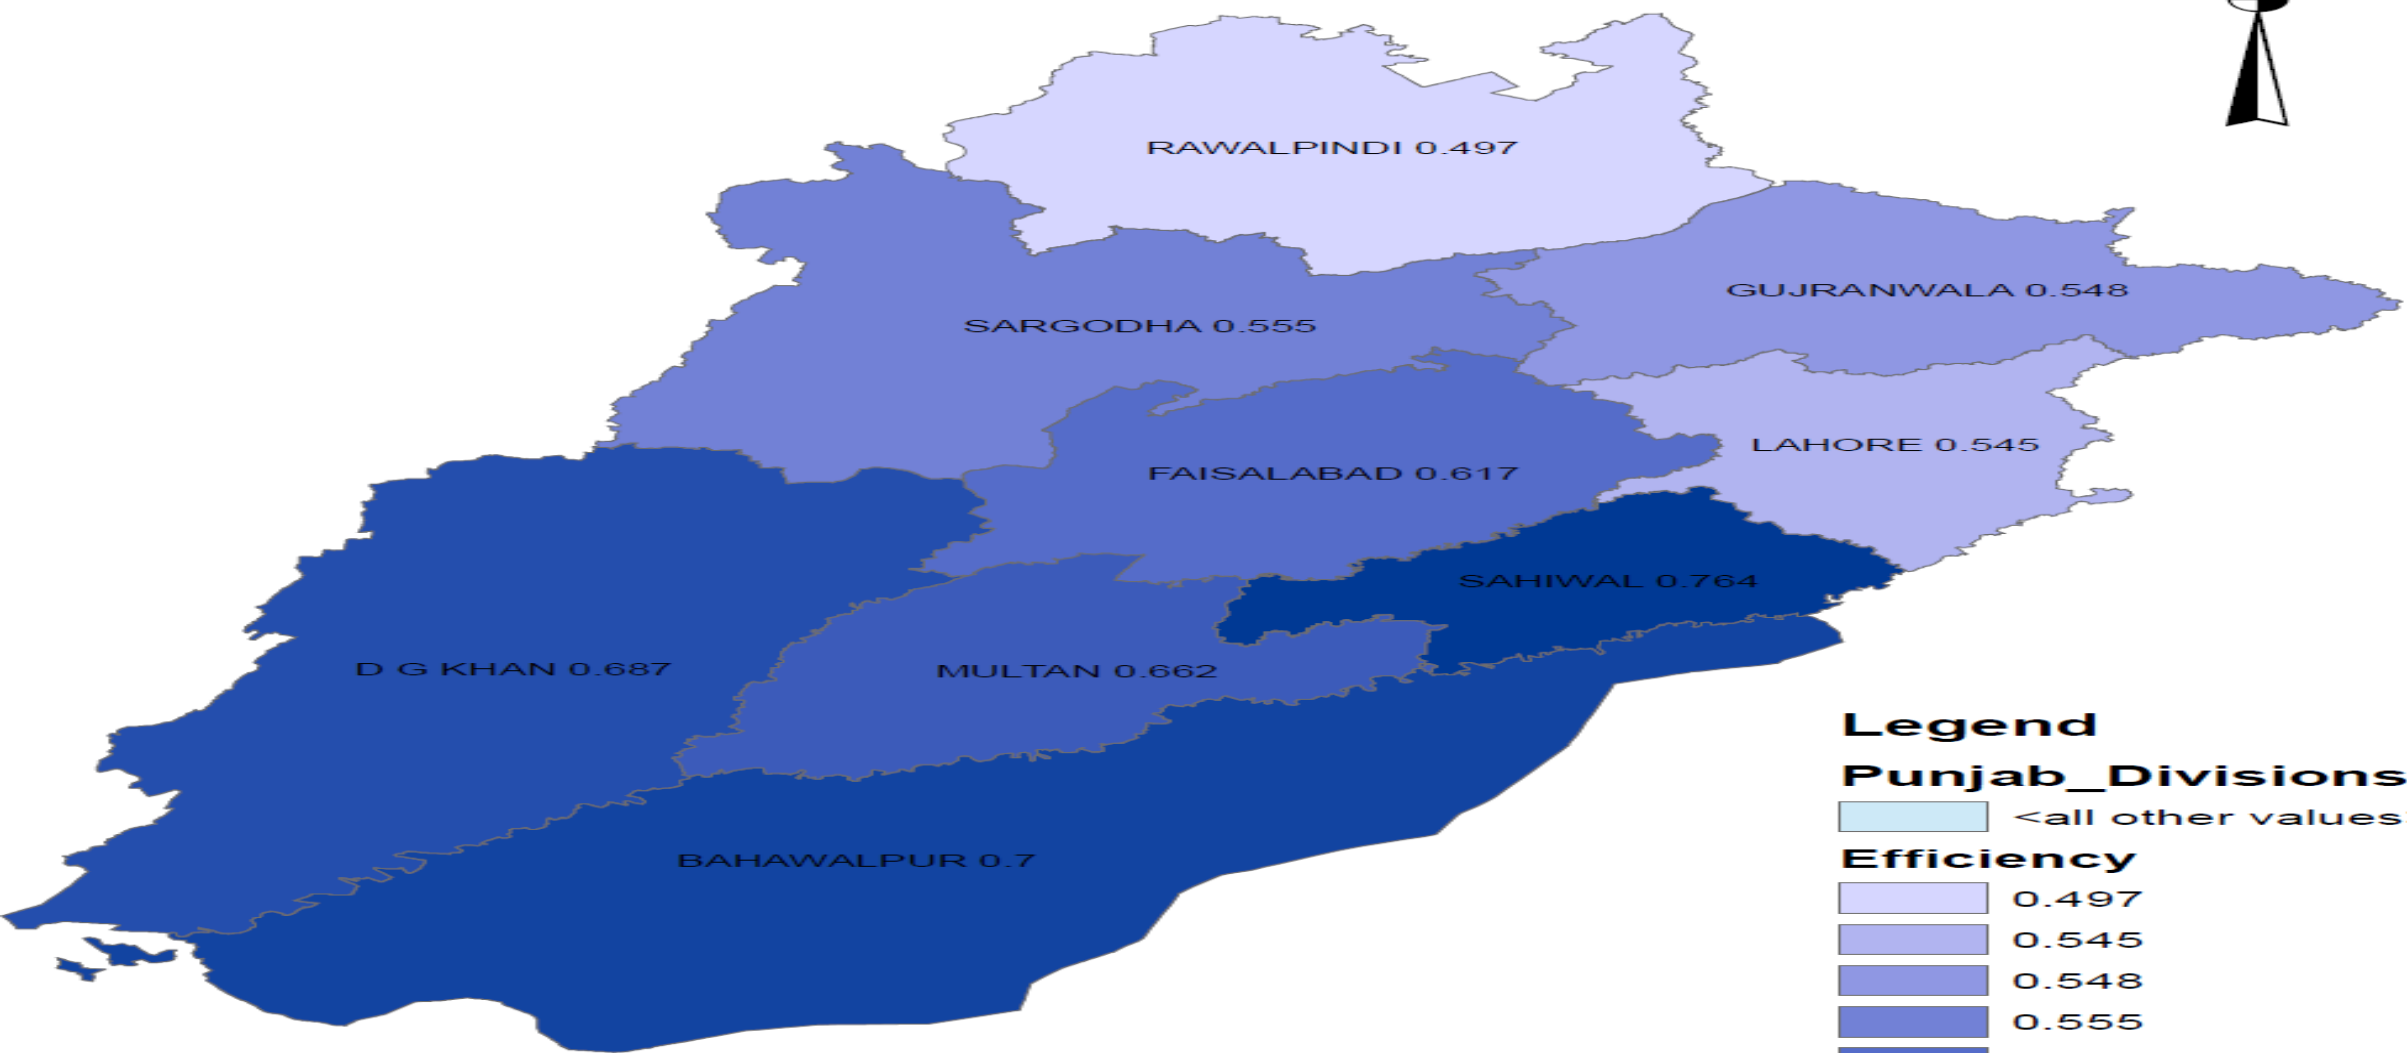 RAWALPINDI 0.497
GUJRANWALA 0.548
SARGODHA 0.555
LAHORE 0.545
FAISALABAD 0.617
SAHIWAL 0.764
D G KHAN 0.687
MULTAN 0.662
BAHAWALPUR 0.7
Legend
Punjab_Divisions
<all other values
Efficiency
0.497
0.545
0.548
0.555